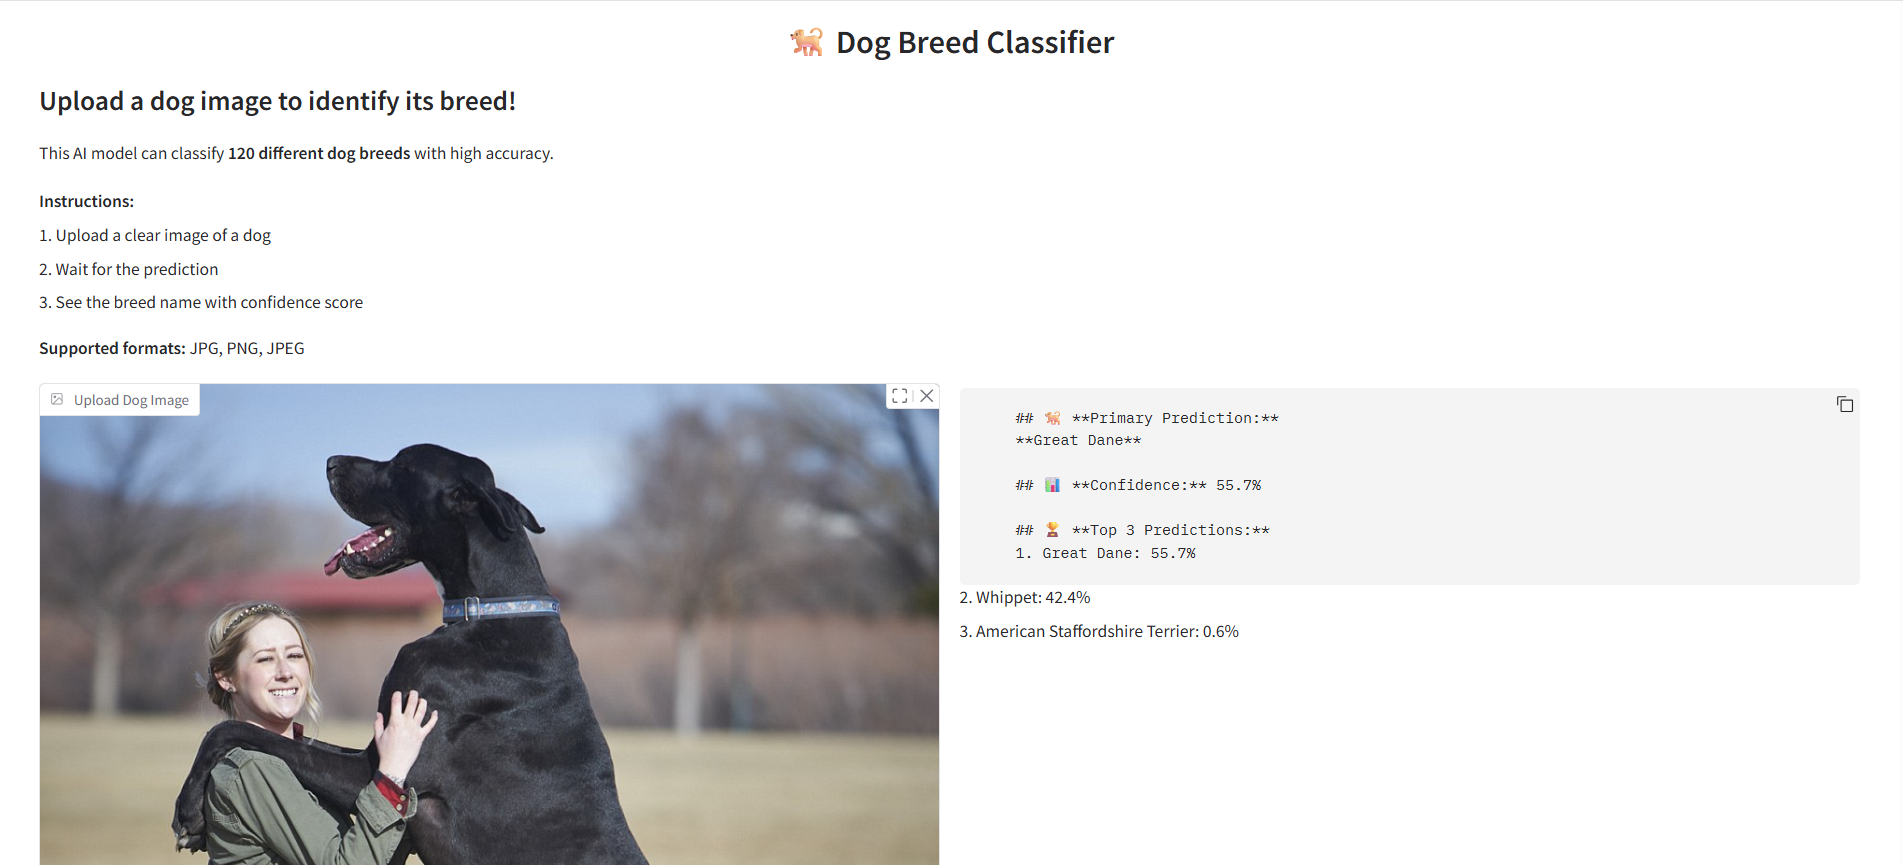 🐕 Dog Breed Classifier
Upload a dog image to identify its breed!
This AI model can classify 120 different dog breeds with high accuracy.
Instructions:
1. Upload a clear image of a dog
2. Wait for the prediction
3. See the breed name with confidence score
Supported formats: JPG, PNG, JPEG
Upload Dog Image
## 🐕 **Primary Prediction:**
**Great Dane**
## 📊 **Confidence:** 55.7%
## 🏆 **Top 3 Predictions:**
1. Great Dane: 55.7%
2. Whippet: 42.4%
3. American Staffordshire Terrier: 0.6%